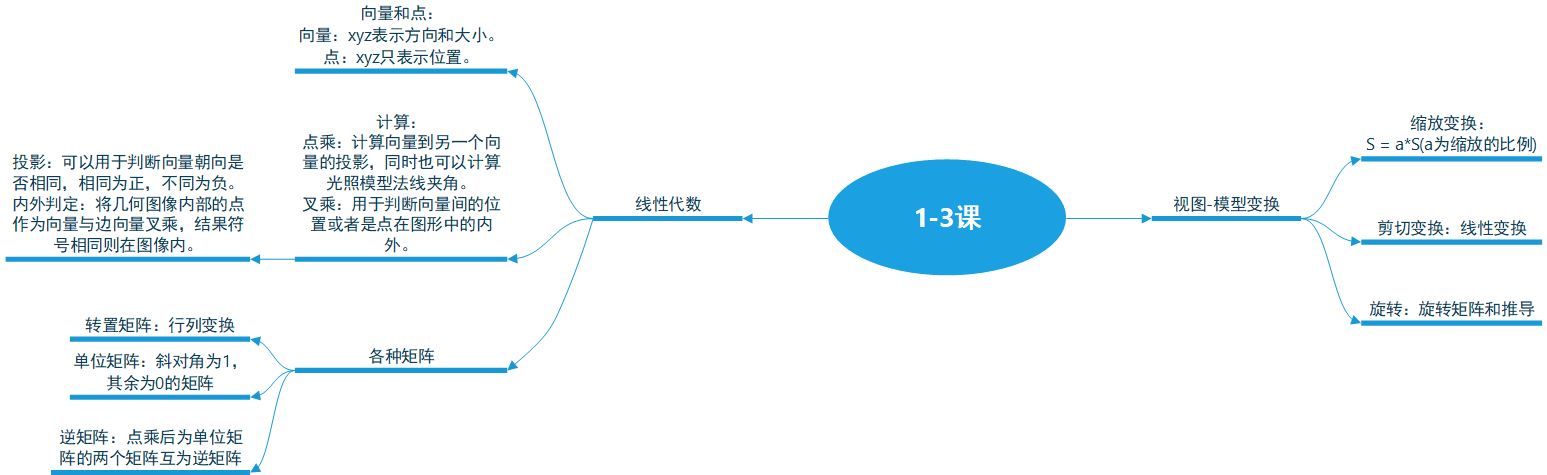 1-3课
线性代数
向量和点：
向量：xyz表示方向和大小。
点：xyz只表示位置。
计算：
点乘：计算向量到另一个向
量的投影，同时也可以计算
光照模型法线夹角。
叉乘：用于判断向量间的位
置或者是点在图形中的内
外。
投影：可以用于判断向量朝向是
否相同，相同为正，不同为负。
内外判定：将几何图像内部的点
作为向量与边向量叉乘，结果符
号相同则在图像内。
各种矩阵
转置矩阵：行列变换
单位矩阵：斜对角为1，
其余为0的矩阵
逆矩阵：点乘后为单位矩
阵的两个矩阵互为逆矩阵
视图-模型变换
缩放变换：
S = a*S(a为缩放的比例)
剪切变换：线性变换
旋转：旋转矩阵和推导